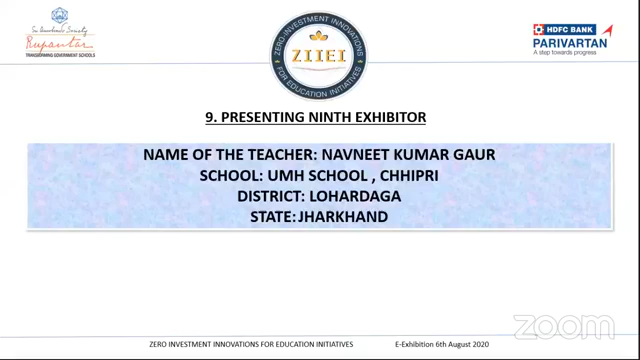 Sri Aurobindo Society
Rupantar
TRANSFORMING GOVERNMENT SCHOOLS
ZERO-INVESTMENT INNOVATIONS
ZIIEI
FOR EDUCATION INITIATIVES
HDFC BANK
PARIVARTAN
A step towards progress
9. PRESENTING NINTH EXHIBITOR
NAME OF THE TEACHER: NAVNEET KUMAR GAUR
SCHOOL: UMH SCHOOL , CHHIPRI
DISTRICT: LOHARDAGA
STATE:JHARKHAND
zoom
ZERO INVESTMENT INNOVATIONS FOR EDUCATION INITIATIVES E-Exhibition 6th August 2020